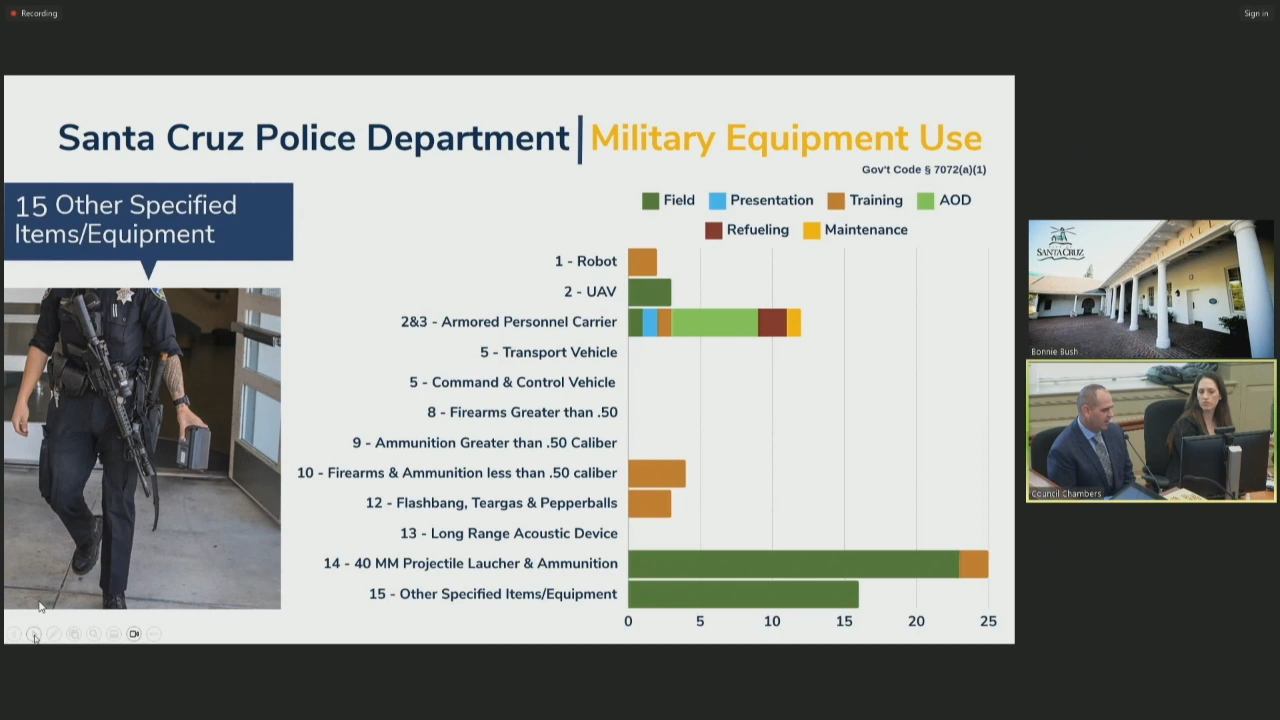 Recording
Sign in
Santa Cruz Police Department
Military Equipment Use
Gov't Code § 7072(a)(1)
15 Other Specified
Items/Equipment
Field
Presentation
Training
AOD
Refueling
Maintenance
1 - Robot
2 - UAV
2&3 - Armored Personnel Carrier
5 - Transport Vehicle
5 - Command & Control Vehicle
8 - Firearms Greater than .50
9 - Ammunition Greater than .50 Caliber
10 - Firearms & Ammunition less than .50 caliber
12 - Flashbang, Teargas & Pepperballs
13 - Long Range Acoustic Device
14 - 40 MM Projectile Laucher & Ammunition
15 - Other Specified Items/Equipment
0 5 10 15 20 25
SANTA CRUZ
HALL
Bonnie Bush
Council Chambers